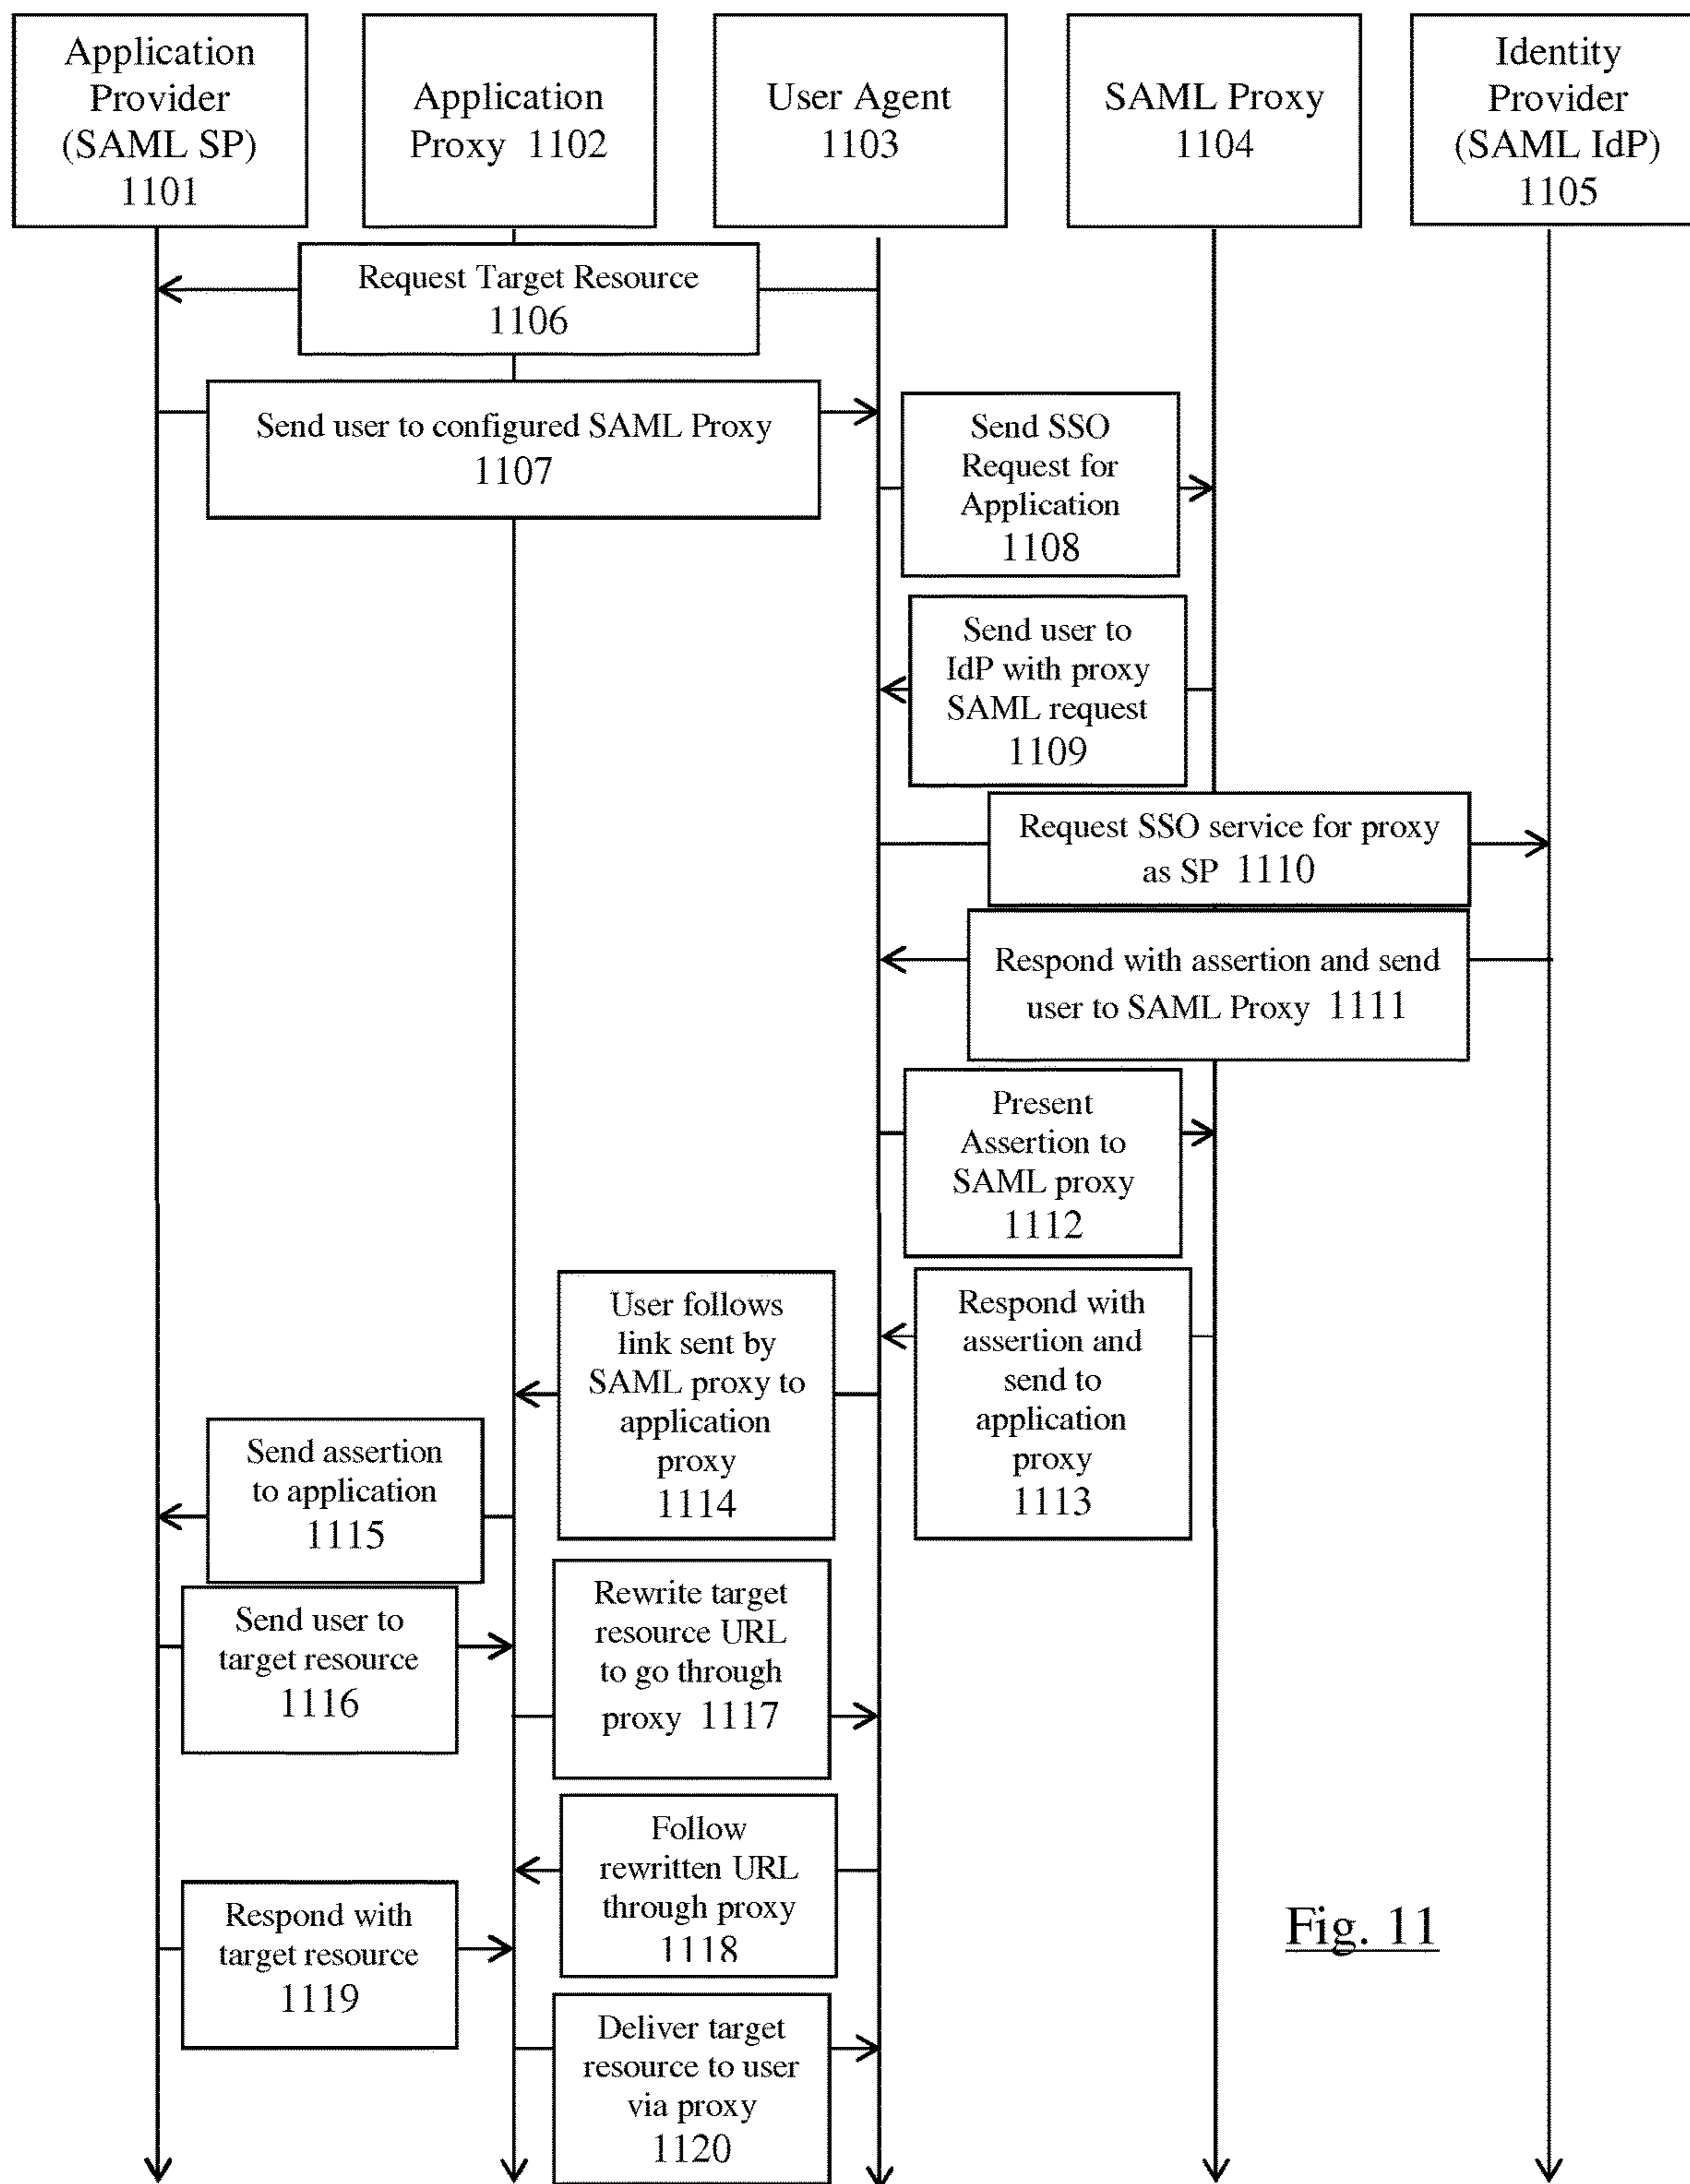 Application
Provider
(SAML SP)
1101
Application
Proxy 1102
User Agent
1103
SAML Proxy
1104
Identity
Provider
(SAML IdP)
1105
Request Target Resource
1106
Send user to configured SAML Proxy
1107
Send SSO
Request for
Application
1108
Send user to
IdP with proxy
SAML request
1109
Request SSO service for proxy
as SP 1110
Respond with assertion and send
user to SAML Proxy 1111
Present
Assertion to
SAML proxy
1112
Respond with
assertion and
send to
application
proxy
1113
User follows
link sent by
SAML proxy to
application
proxy
1114
Send assertion
to application
1115
Send user to
target resource
1116
Rewrite target
resource URL
to go through
proxy 1117
Follow
rewritten URL
through proxy
1118
Respond with
target resource
1119
Deliver target
resource to user
via proxy
1120
Fig. 11